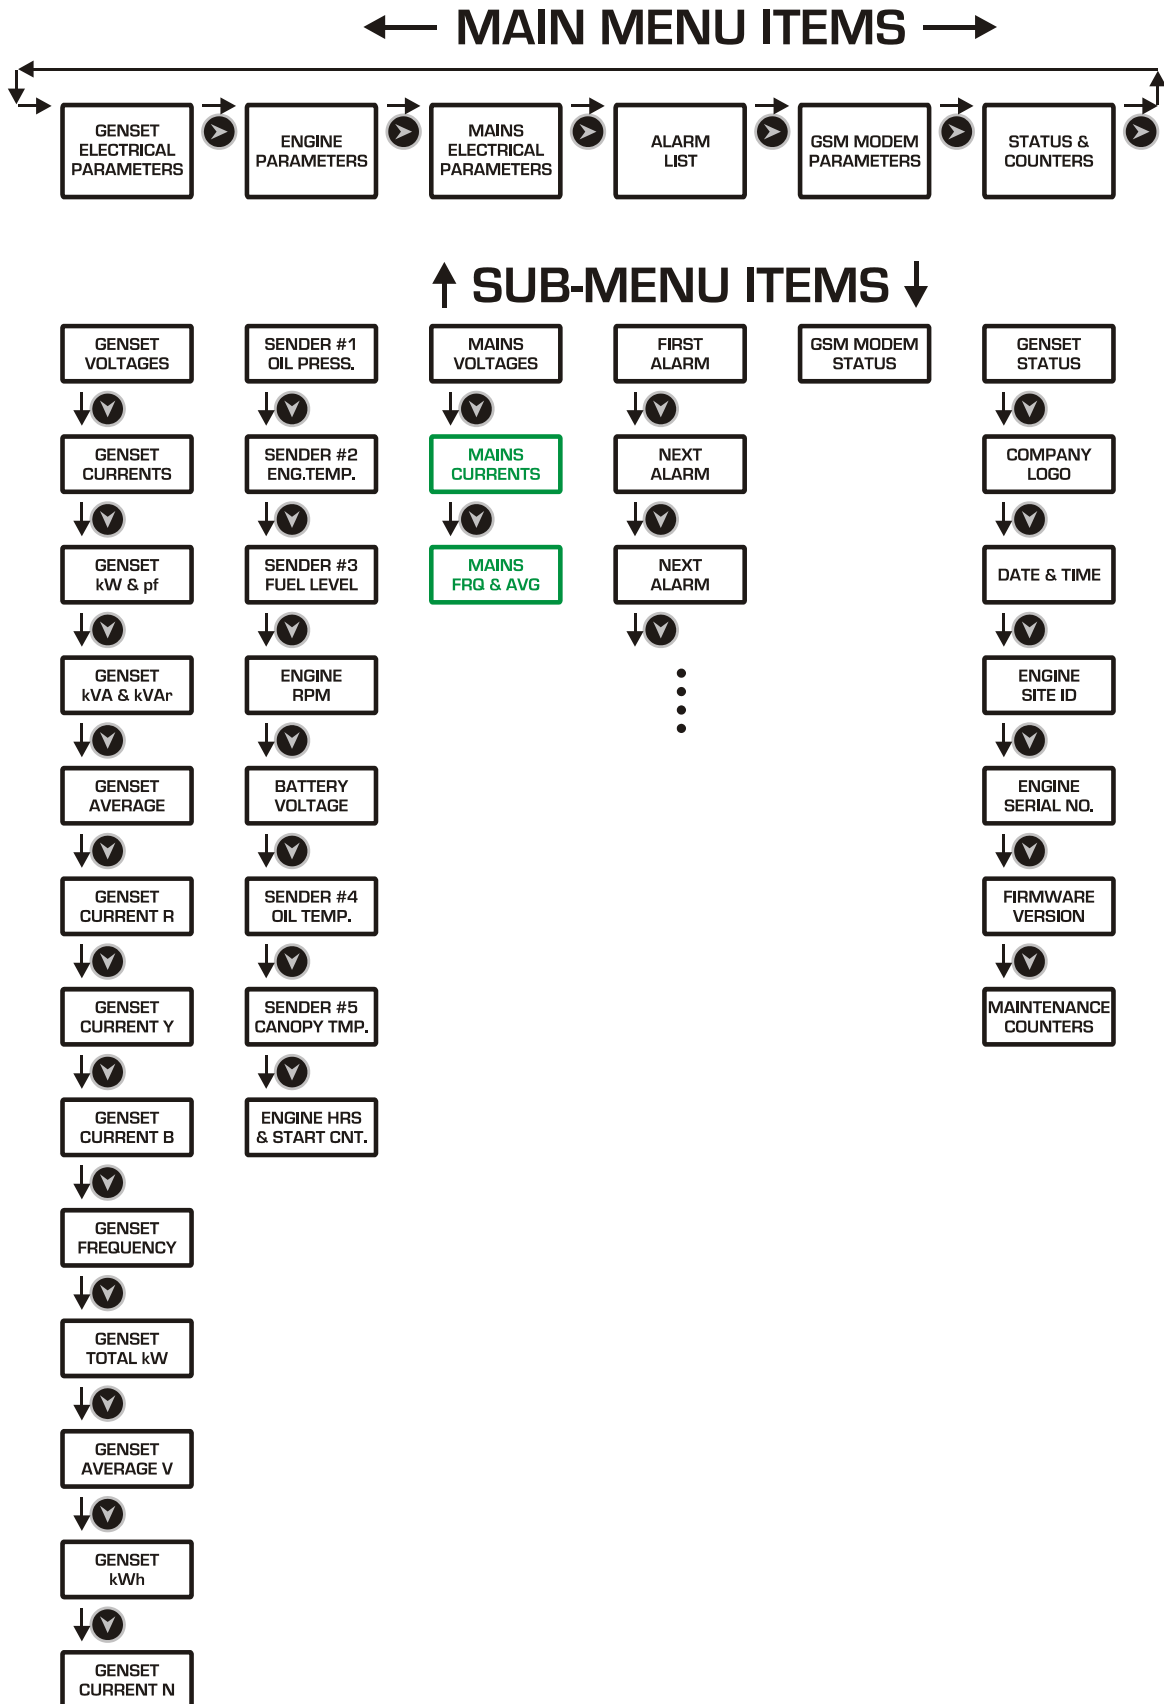 MAIN MENU ITEMS
GENSET
ELECTRICAL
PARAMETERS
ENGINE
PARAMETERS
MAINS
ELECTRICAL
PARAMETERS
ALARM
LIST
GSM MODEM
PARAMETERS
STATUS &
COUNTERS
SUB-MENU ITEMS
GENSET
VOLTAGES
GENSET
CURRENTS
GENSET
kW & pf
GENSET
kVA & kVAr
GENSET
AVERAGE
GENSET
CURRENT R
GENSET
CURRENT Y
GENSET
CURRENT B
GENSET
FREQUENCY
GENSET
TOTAL kW
GENSET
AVERAGE V
GENSET
kWh
GENSET
CURRENT N
SENDER #1
OIL PRESS.
SENDER #2
ENG.TEMP.
SENDER #3
FUEL LEVEL
ENGINE
RPM
BATTERY
VOLTAGE
SENDER #4
OIL TEMP.
SENDER #5
CANOPY TMP.
ENGINE HRS
& START CNT.
MAINS
VOLTAGES
MAINS
CURRENTS
MAINS
FRQ & AVG
FIRST
ALARM
NEXT
ALARM
NEXT
ALARM
GSM MODEM
STATUS
GENSET
STATUS
COMPANY
LOGO
DATE & TIME
ENGINE
SITE ID
ENGINE
SERIAL NO.
FIRMWARE
VERSION
MAINTENANCE
COUNTERS